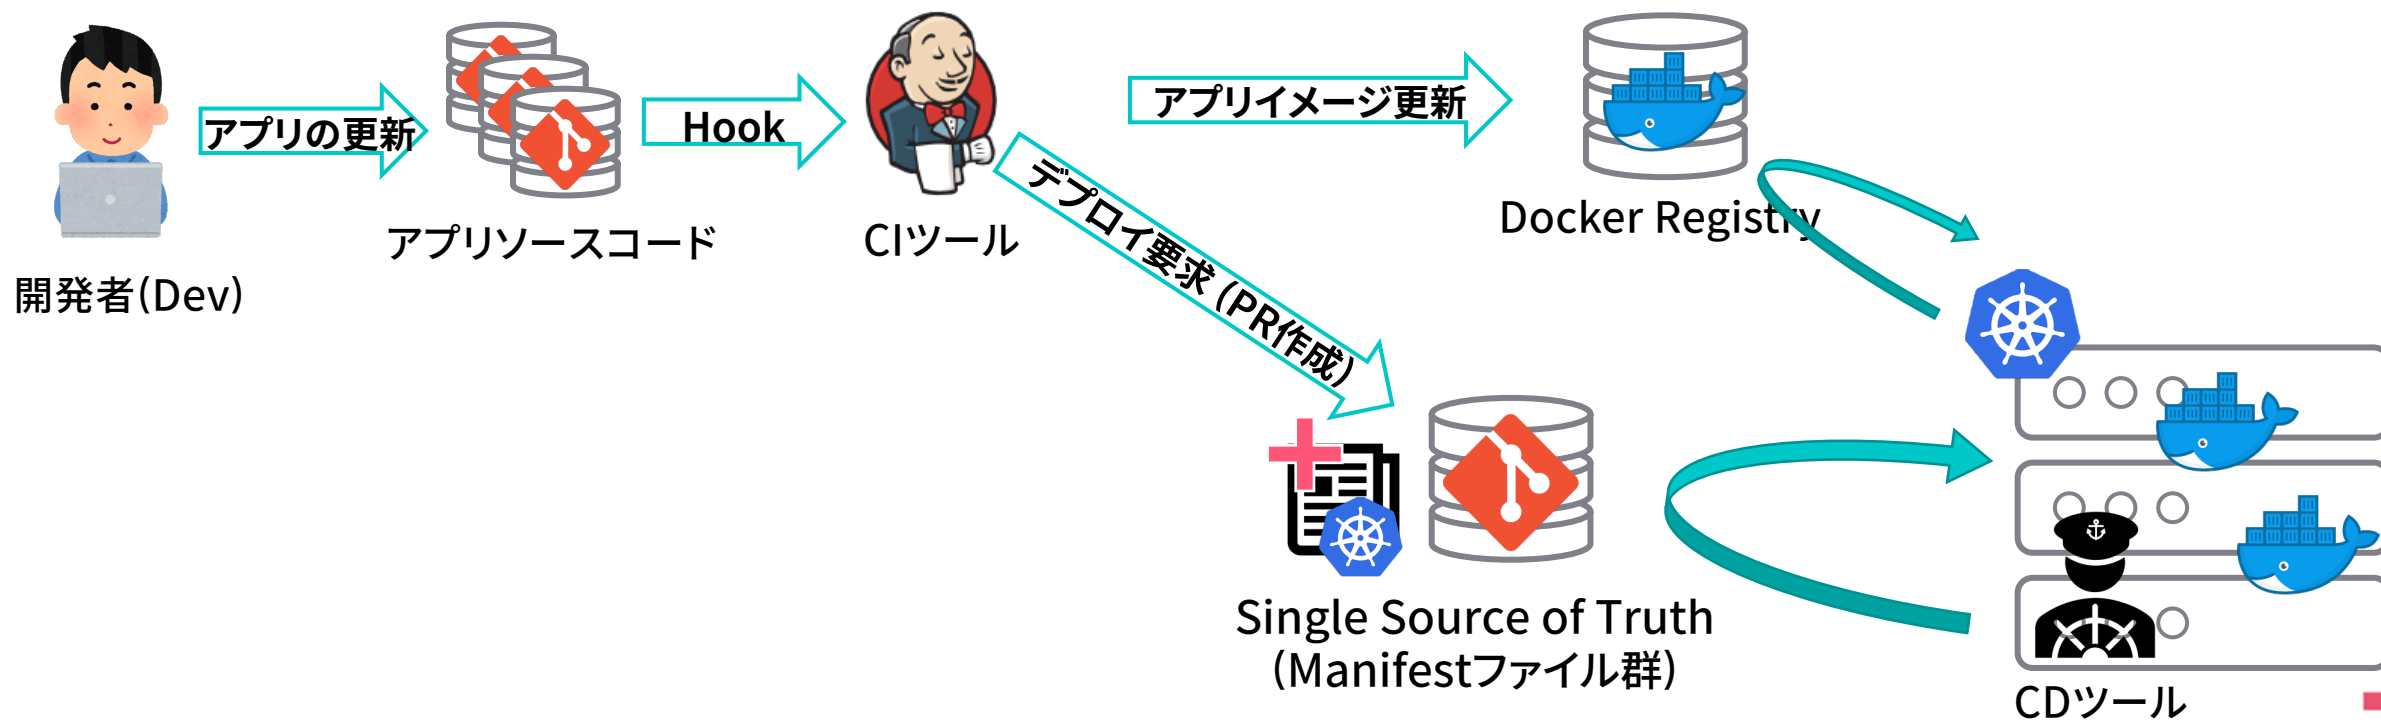 アプリの更新
Hook
アプリイメージ更新
デプロイ要求 (PR作成)
Docker Registry
アプリソースコード
CIツール
開発者(Dev)
Single Source of Truth
(Manifestファイル群)
CDツール